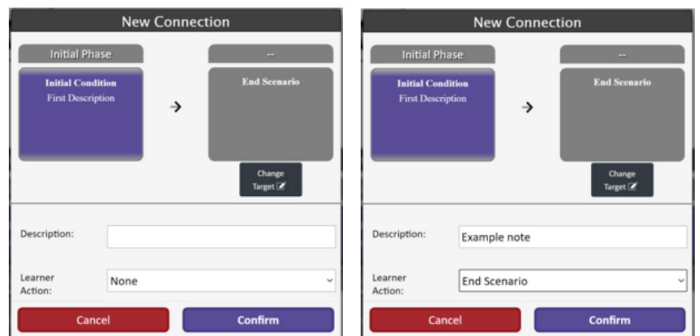 New Connection
Initial Phase
--
Initial Condition
First Description
End Scenario
Change
Target
Description:
Learner
Action:
None
Cancel
Confirm
New Connection
Initial Phase
--
Initial Condition
First Description
End Scenario
Change
Target
Description:
Example note
Learner
Action:
End Scenario
Cancel
Confirm